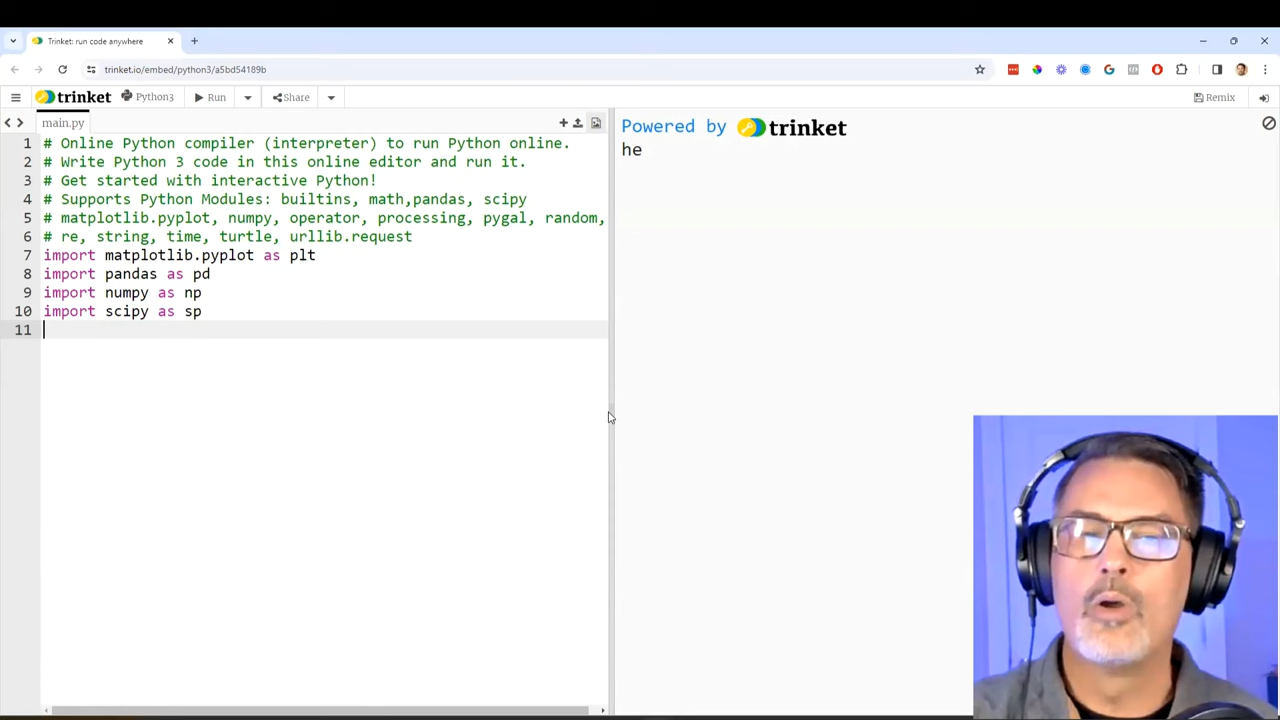 Trinket: run code anywhere
trinket.io/embed/python3/a5bd54189b
trinket Python3 Run Share Remix
main.py
1 # Online Python compiler (interpreter) to run Python online.
2 # Write Python 3 code in this online editor and run it.
3 # Get started with interactive Python!
4 # Supports Python Modules: builtins, math,pandas, scipy
5 # matplotlib.pyplot, numpy, operator, processing, pygal, random,
6 # re, string, time, turtle, urllib.request
7 import matplotlib.pyplot as plt
8 import pandas as pd
9 import numpy as np
10 import scipy as sp
11
Powered by trinket
he